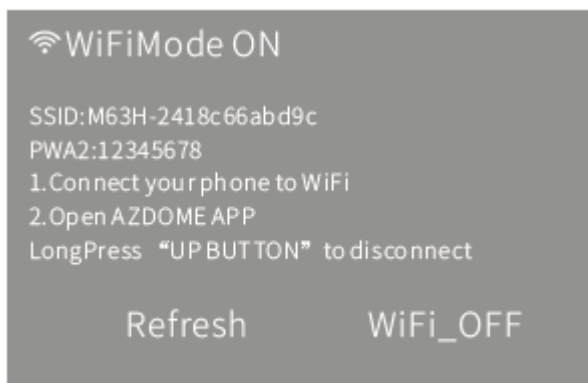 WiFiMode ON
SSID:M63H-2418c66abd9c
PWA2:12345678
1.Connect your phone to WiFi
2.Open AZDOME APP
LongPress “UP BUTTON” to disconnect
Refresh WiFi_OFF